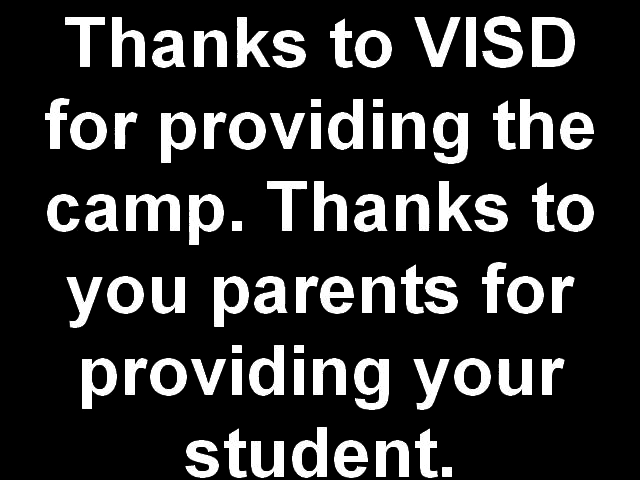 Thanks to VISD
for providing the
camp. Thanks to
you parents for
providing your
student.